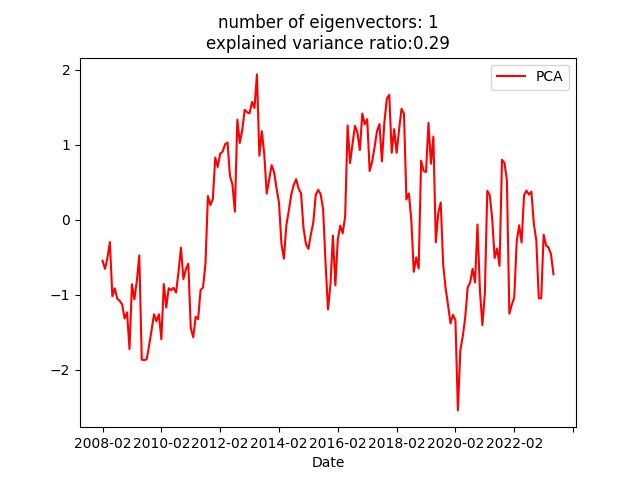 number of eigenvectors: 1
explained variance ratio:0.29
PCA
2
1
0
−1
−2
2008-02 2010-02 2012-02 2014-02 2016-02 2018-02 2020-02 2022-02
Date